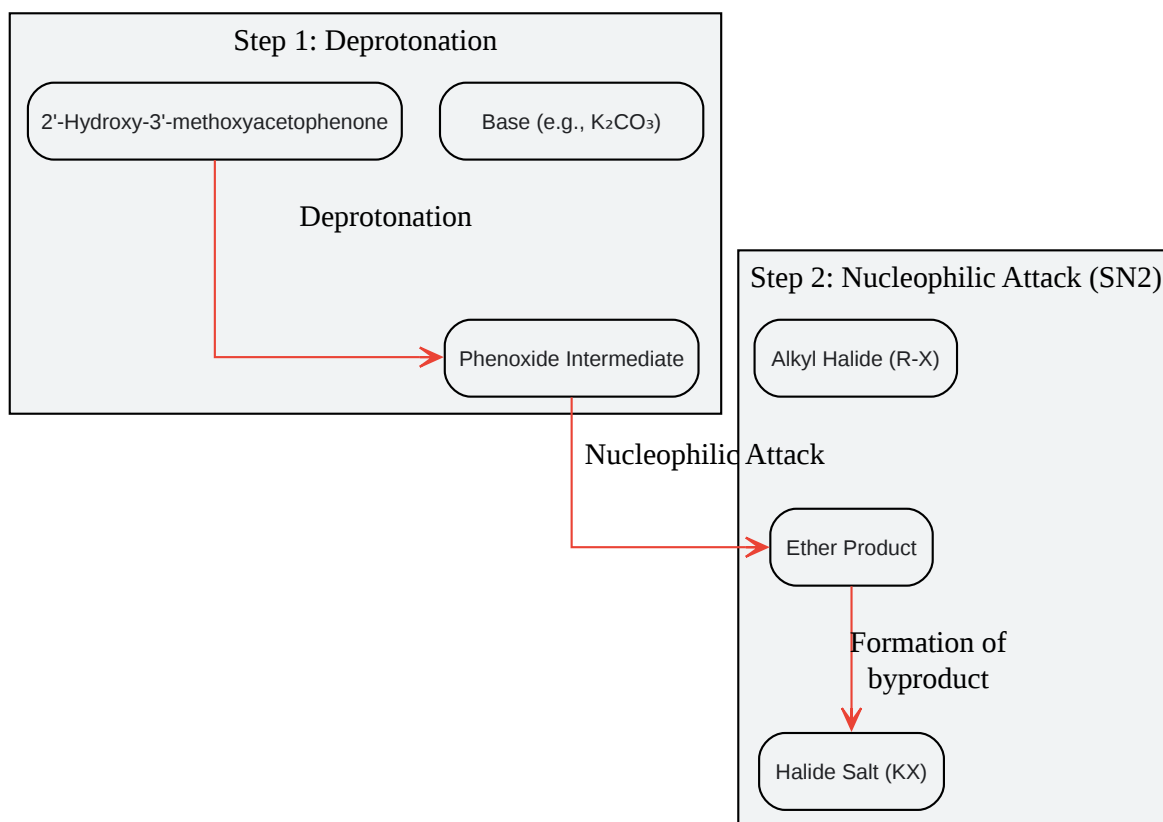 Step 1: Deprotonation
2'-Hydroxy-3'-methoxyacetophenone
Base (e.g., K₂CO₃)
Deprotonation
Phenoxide Intermediate
Step 2: Nucleophilic Attack (SN2)
Alkyl Halide (R-X)
Nucleophilic Attack
Ether Product
Formation of
byproduct
Halide Salt (KX)